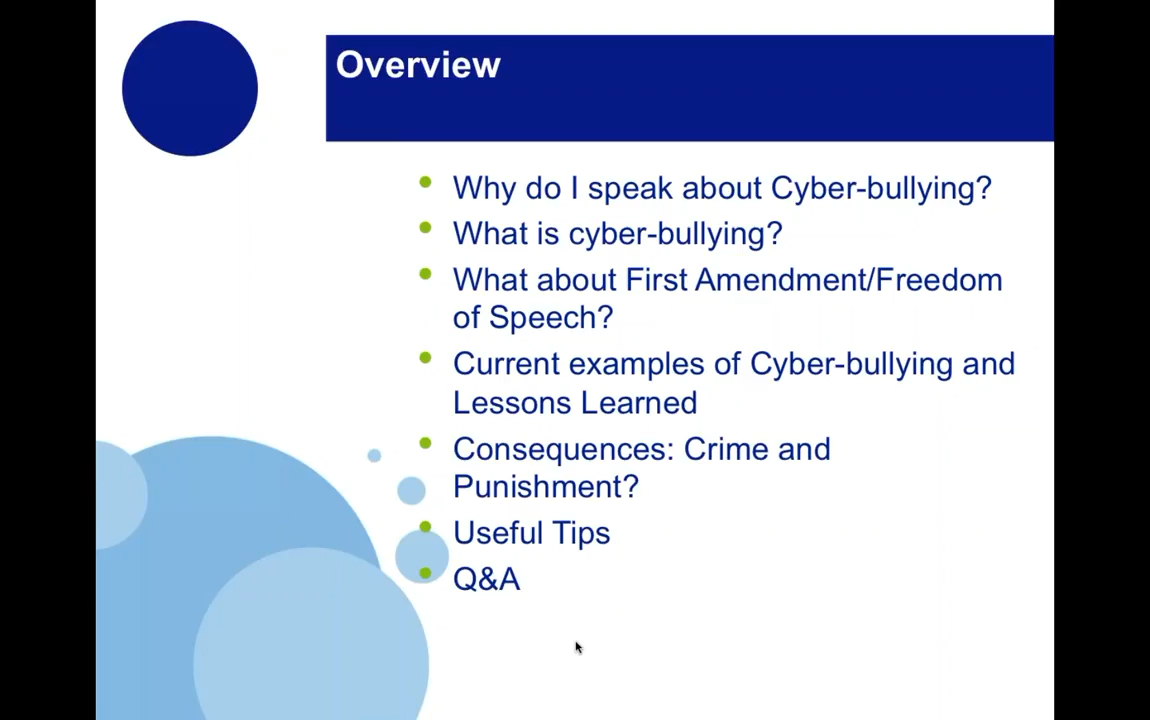 Overview
Why do I speak about Cyber-bullying?
What is cyber-bullying?
What about First Amendment/Freedom
of Speech?
Current examples of Cyber-bullying and
Lessons Learned
Consequences: Crime and
Punishment?
Useful Tips
Q&A